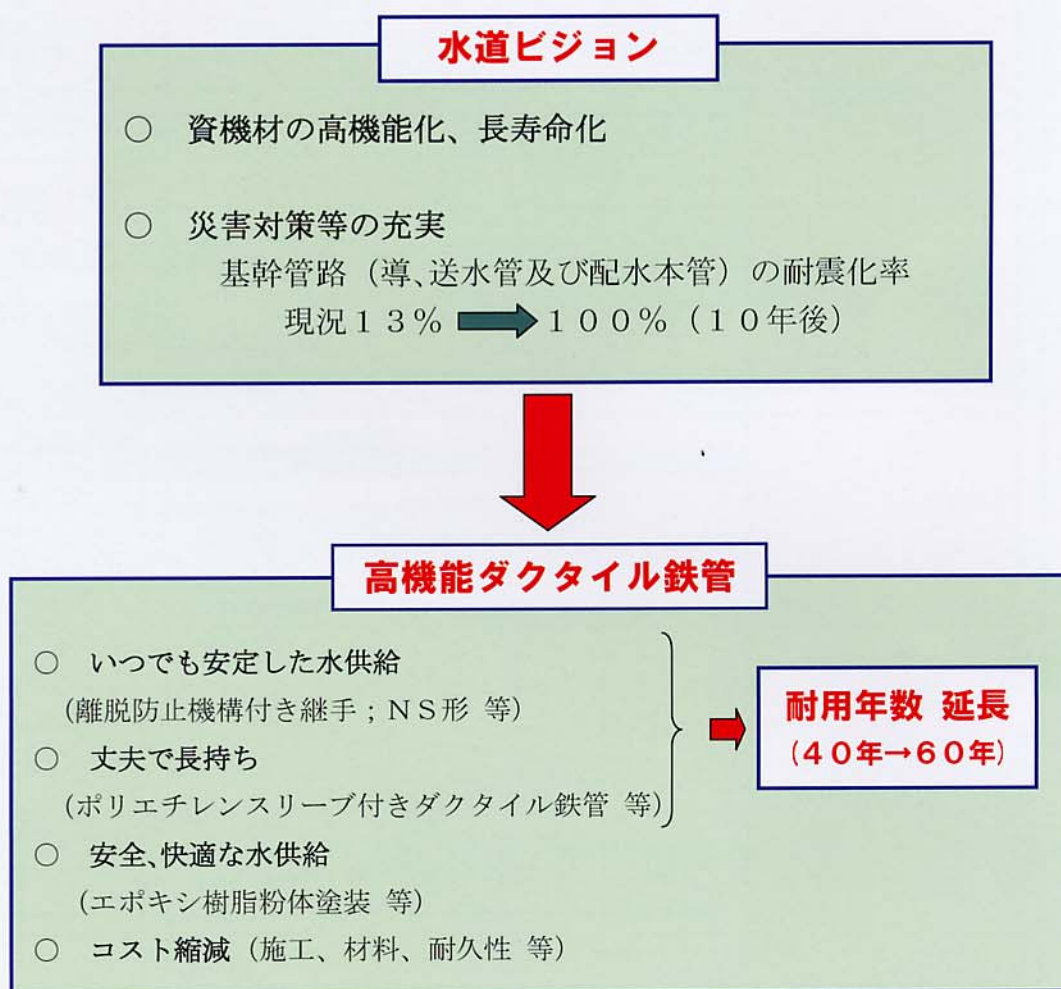 水道ビジョン
○ 資機材の高機能化、長寿命化
○ 災害対策等の充実
基幹管路（導、送水管及び配水本管）の耐震化率
現況１３％ １００％（１０年後）
高機能ダクタイル鉄管
○ いつでも安定した水供給
(離脱防止機構付き継手；ＮＳ形 等)
○ 丈夫で長持ち
(ポリエチレンスリーブ付きダクタイル鉄管 等)
耐用年数 延長
(４０年→６０年)
○ 安全、快適な水供給
(エポキシ樹脂粉体塗装 等)
○ コスト縮減（施工、材料、耐久性 等）